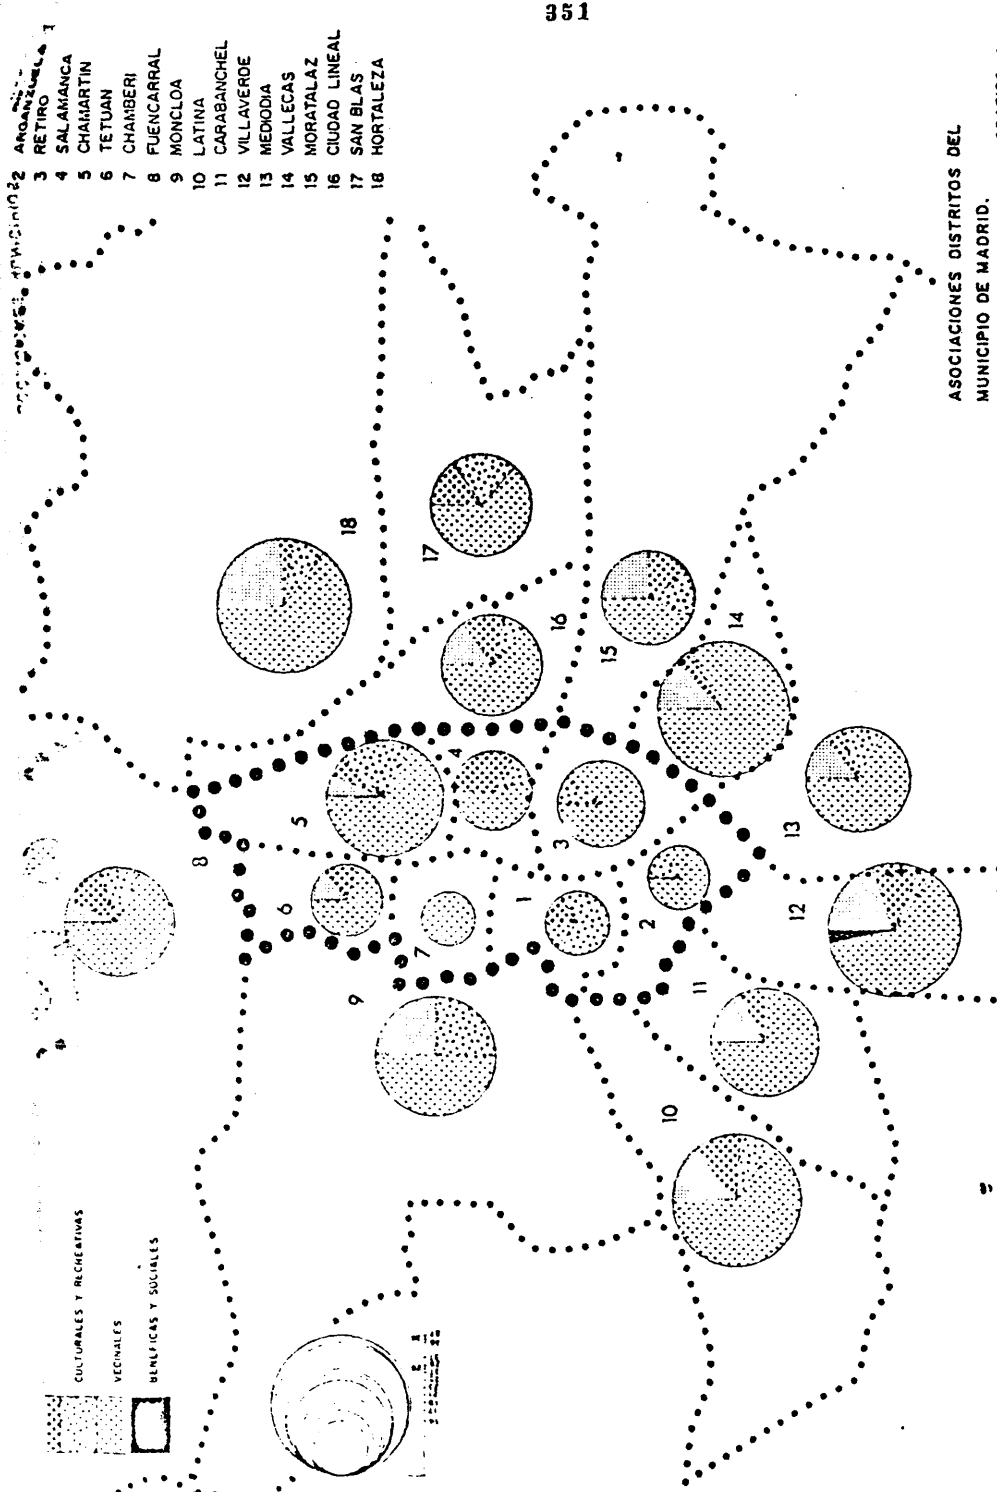 351
2 ARGANZUELA
3 RETIRO
4 SALAMANCA
5 CHAMARTIN
6 TETUAN
7 CHAMBERI
8 FUENCARRAL
9 MONCLOA
10 LATINA
11 CARABANCHEL
12 VILLAVERDE
13 MEDIODIA
14 VALLECAS
15 MORATALAZ
16 CIUDAD LINEAL
17 SAN BLAS
18 HORTALEZA
18
17
16
15
14
13
12
11
10
9
8
7
6
5
4
3
2
1
CULTURALES Y RECREATIVAS
VECINALES
BENEFICAS Y SOCIALES
ASOCIACIONES DISTRITOS DEL
MUNICIPIO DE MADRID.